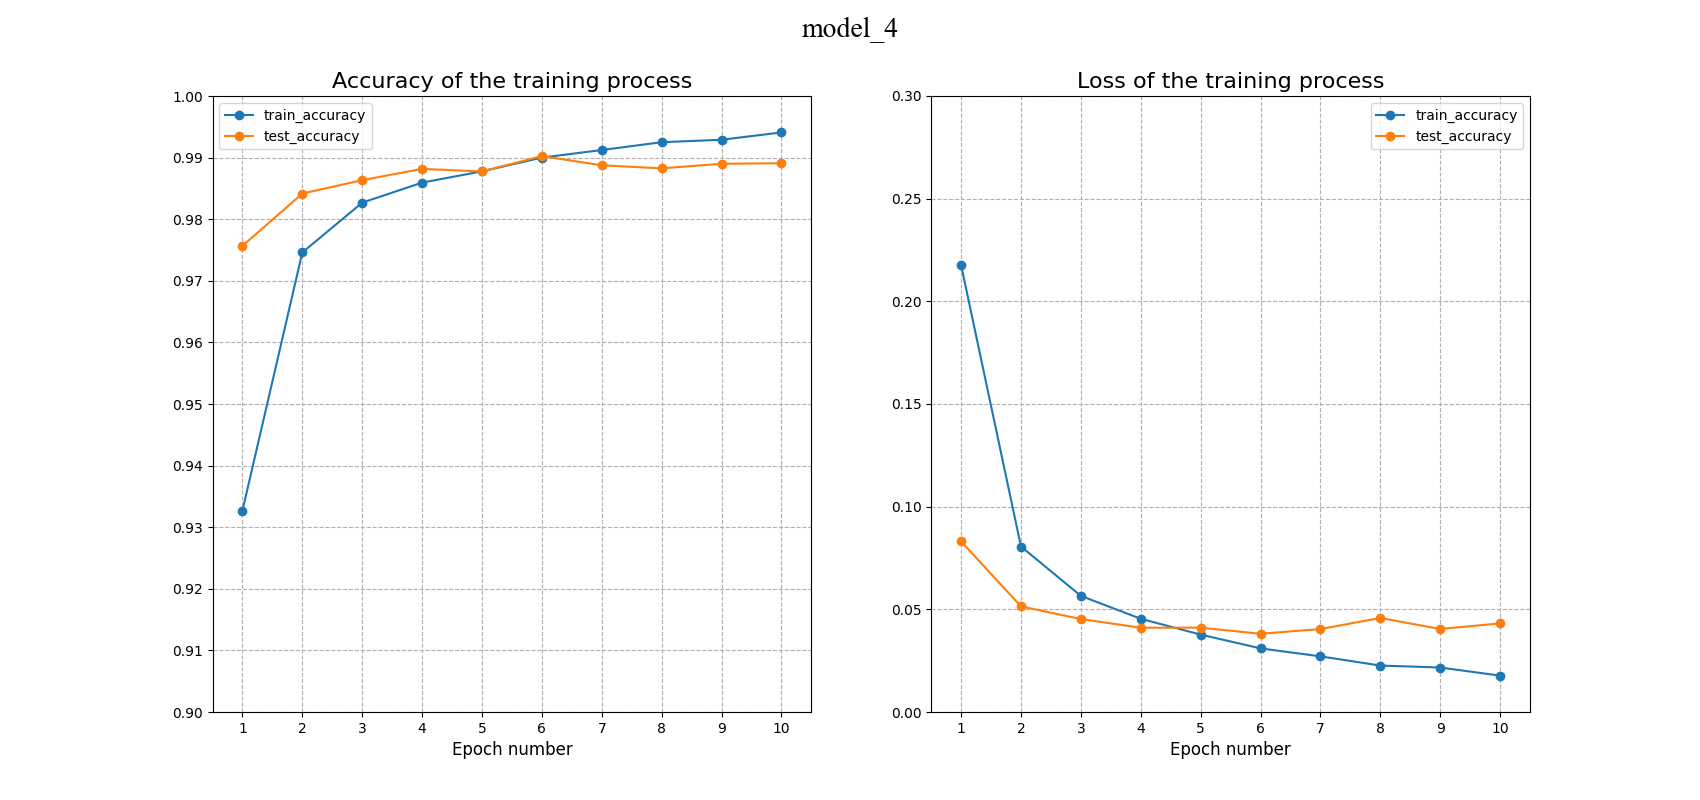 model_4
Accuracy of the training process
1.00
0.99
0.98
0.97
0.96
0.95
0.94
0.93
0.92
0.91
0.90
train_accuracy
test_accuracy
1 2 3 4 5 6 7 8 9 10
Epoch number
Loss of the training process
0.30
0.25
0.20
0.15
0.10
0.05
0.00
train_accuracy
test_accuracy
1 2 3 4 5 6 7 8 9 10
Epoch number